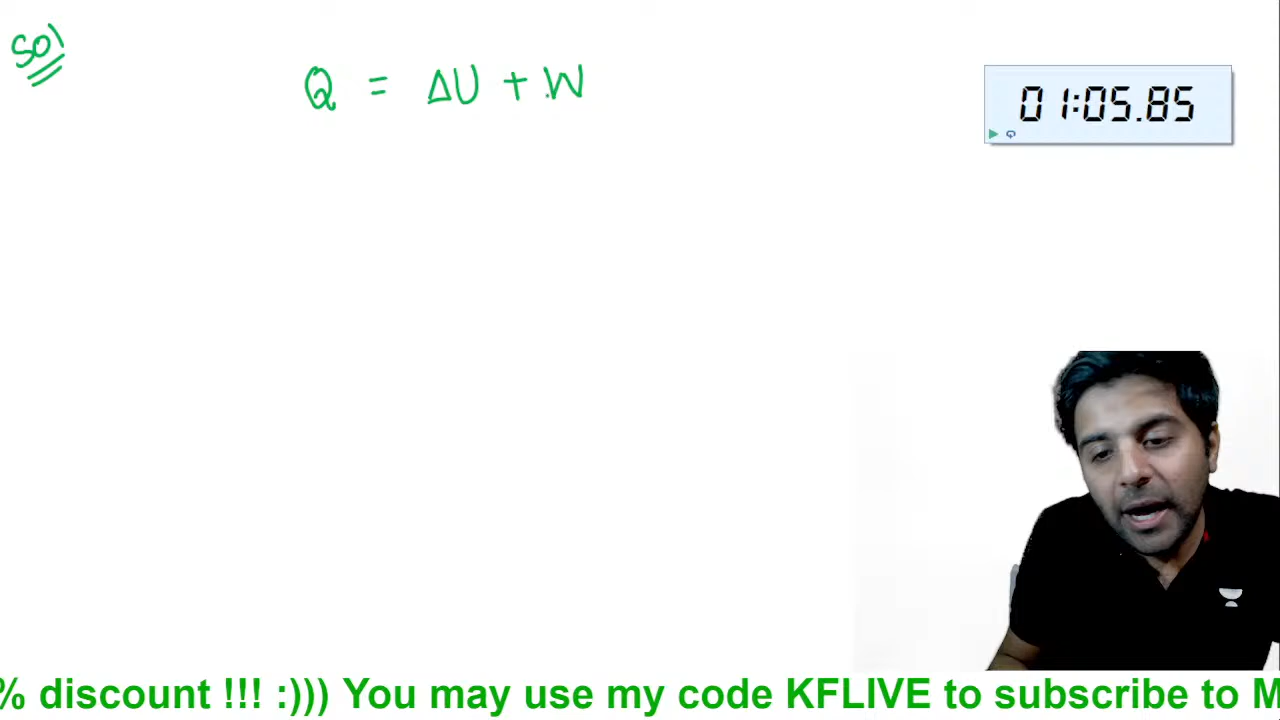 Sol
Q = ΔU + W
01:05.85
% discount !!! :))) You may use my code KFLIVE to subscribe to M